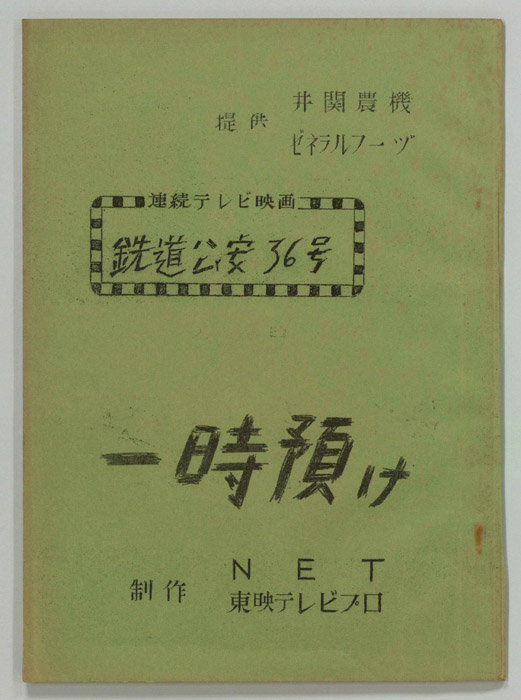 提供
井関農機
ゼネラルフーヅ
連続テレビ映画
鉄道公安36号
一時預け
制作
NET
東映テレビプロ